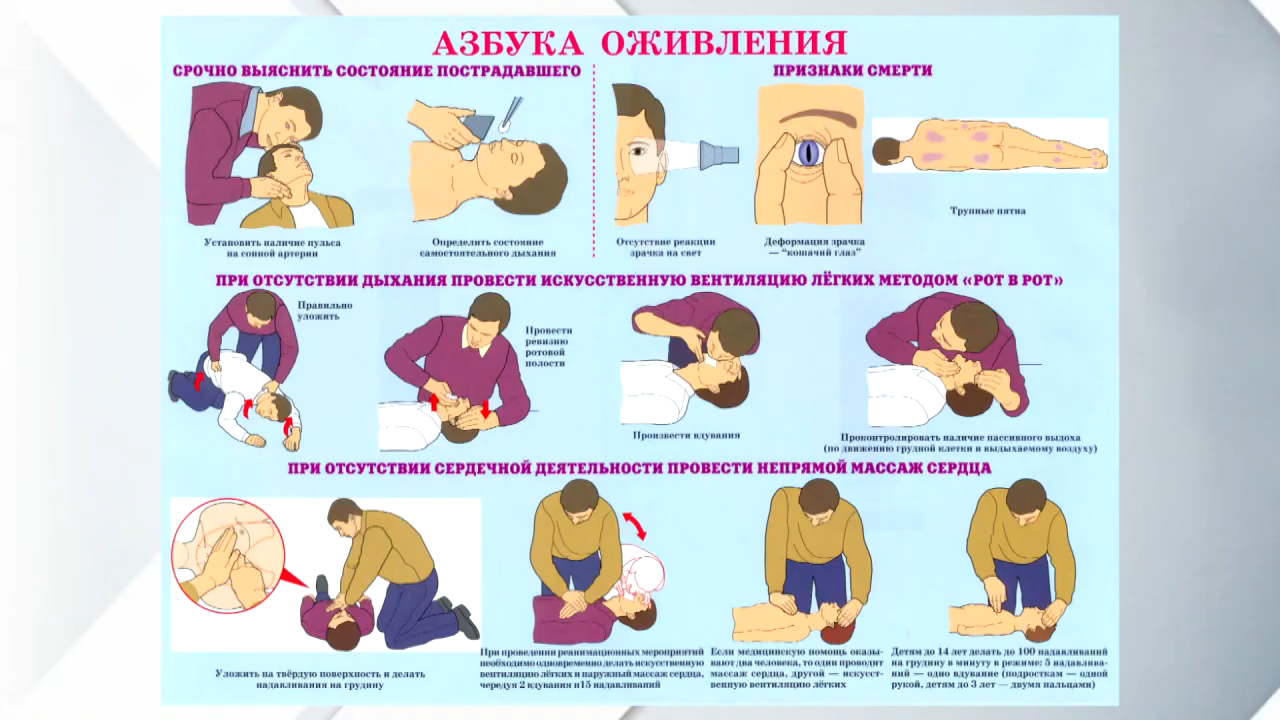 АЗБУКА ОЖИВЛЕНИЯ
СРОЧНО ВЫЯСНИТЬ СОСТОЯНИЕ ПОСТРАДАВШЕГО
ПРИЗНАКИ СМЕРТИ
Установить наличие пульса
на сонной артерии
Определить состояние
самостоятельного дыхания
Отсутствие реакции
зрачка на свет
Деформация зрачка
— “кошачий глаз”
Трупные пятна
ПРИ ОТСУТСТВИИ ДЫХАНИЯ ПРОВЕСТИ ИСКУССТВЕННУЮ ВЕНТИЛЯЦИЮ ЛЁГКИХ МЕТОДОМ «РОТ В РОТ»
Правильно
уложить
Провести
ревизию
ротовой
полости
Произвести вдувания
Проконтролировать наличие пассивного выдоха
(по движению грудной клетки и выдыхаемому воздуху)
ПРИ ОТСУТСТВИИ СЕРДЕЧНОЙ ДЕЯТЕЛЬНОСТИ ПРОВЕСТИ НЕПРЯМОЙ МАССАЖ СЕРДЦА
Уложить на твёрдую поверхность и делать
надавливания на грудину
При проведении реанимационных мероприятий
необходимо одновременно делать искусственную
вентиляцию лёгких и наружный массаж сердца,
чередуя 2 вдувания и 15 надавливаний
Если медицинскую помощь оказы-
вают два человека, то один проводит
массаж сердца, другой — искусст-
венную вентиляцию лёгких
Детям до 14 лет делать до 100 надавливаний
на грудину в минуту в режиме: 5 надавлива-
ний — одно вдувание (подросткам — одной
рукой, детям до 3 лет — двумя пальцами)